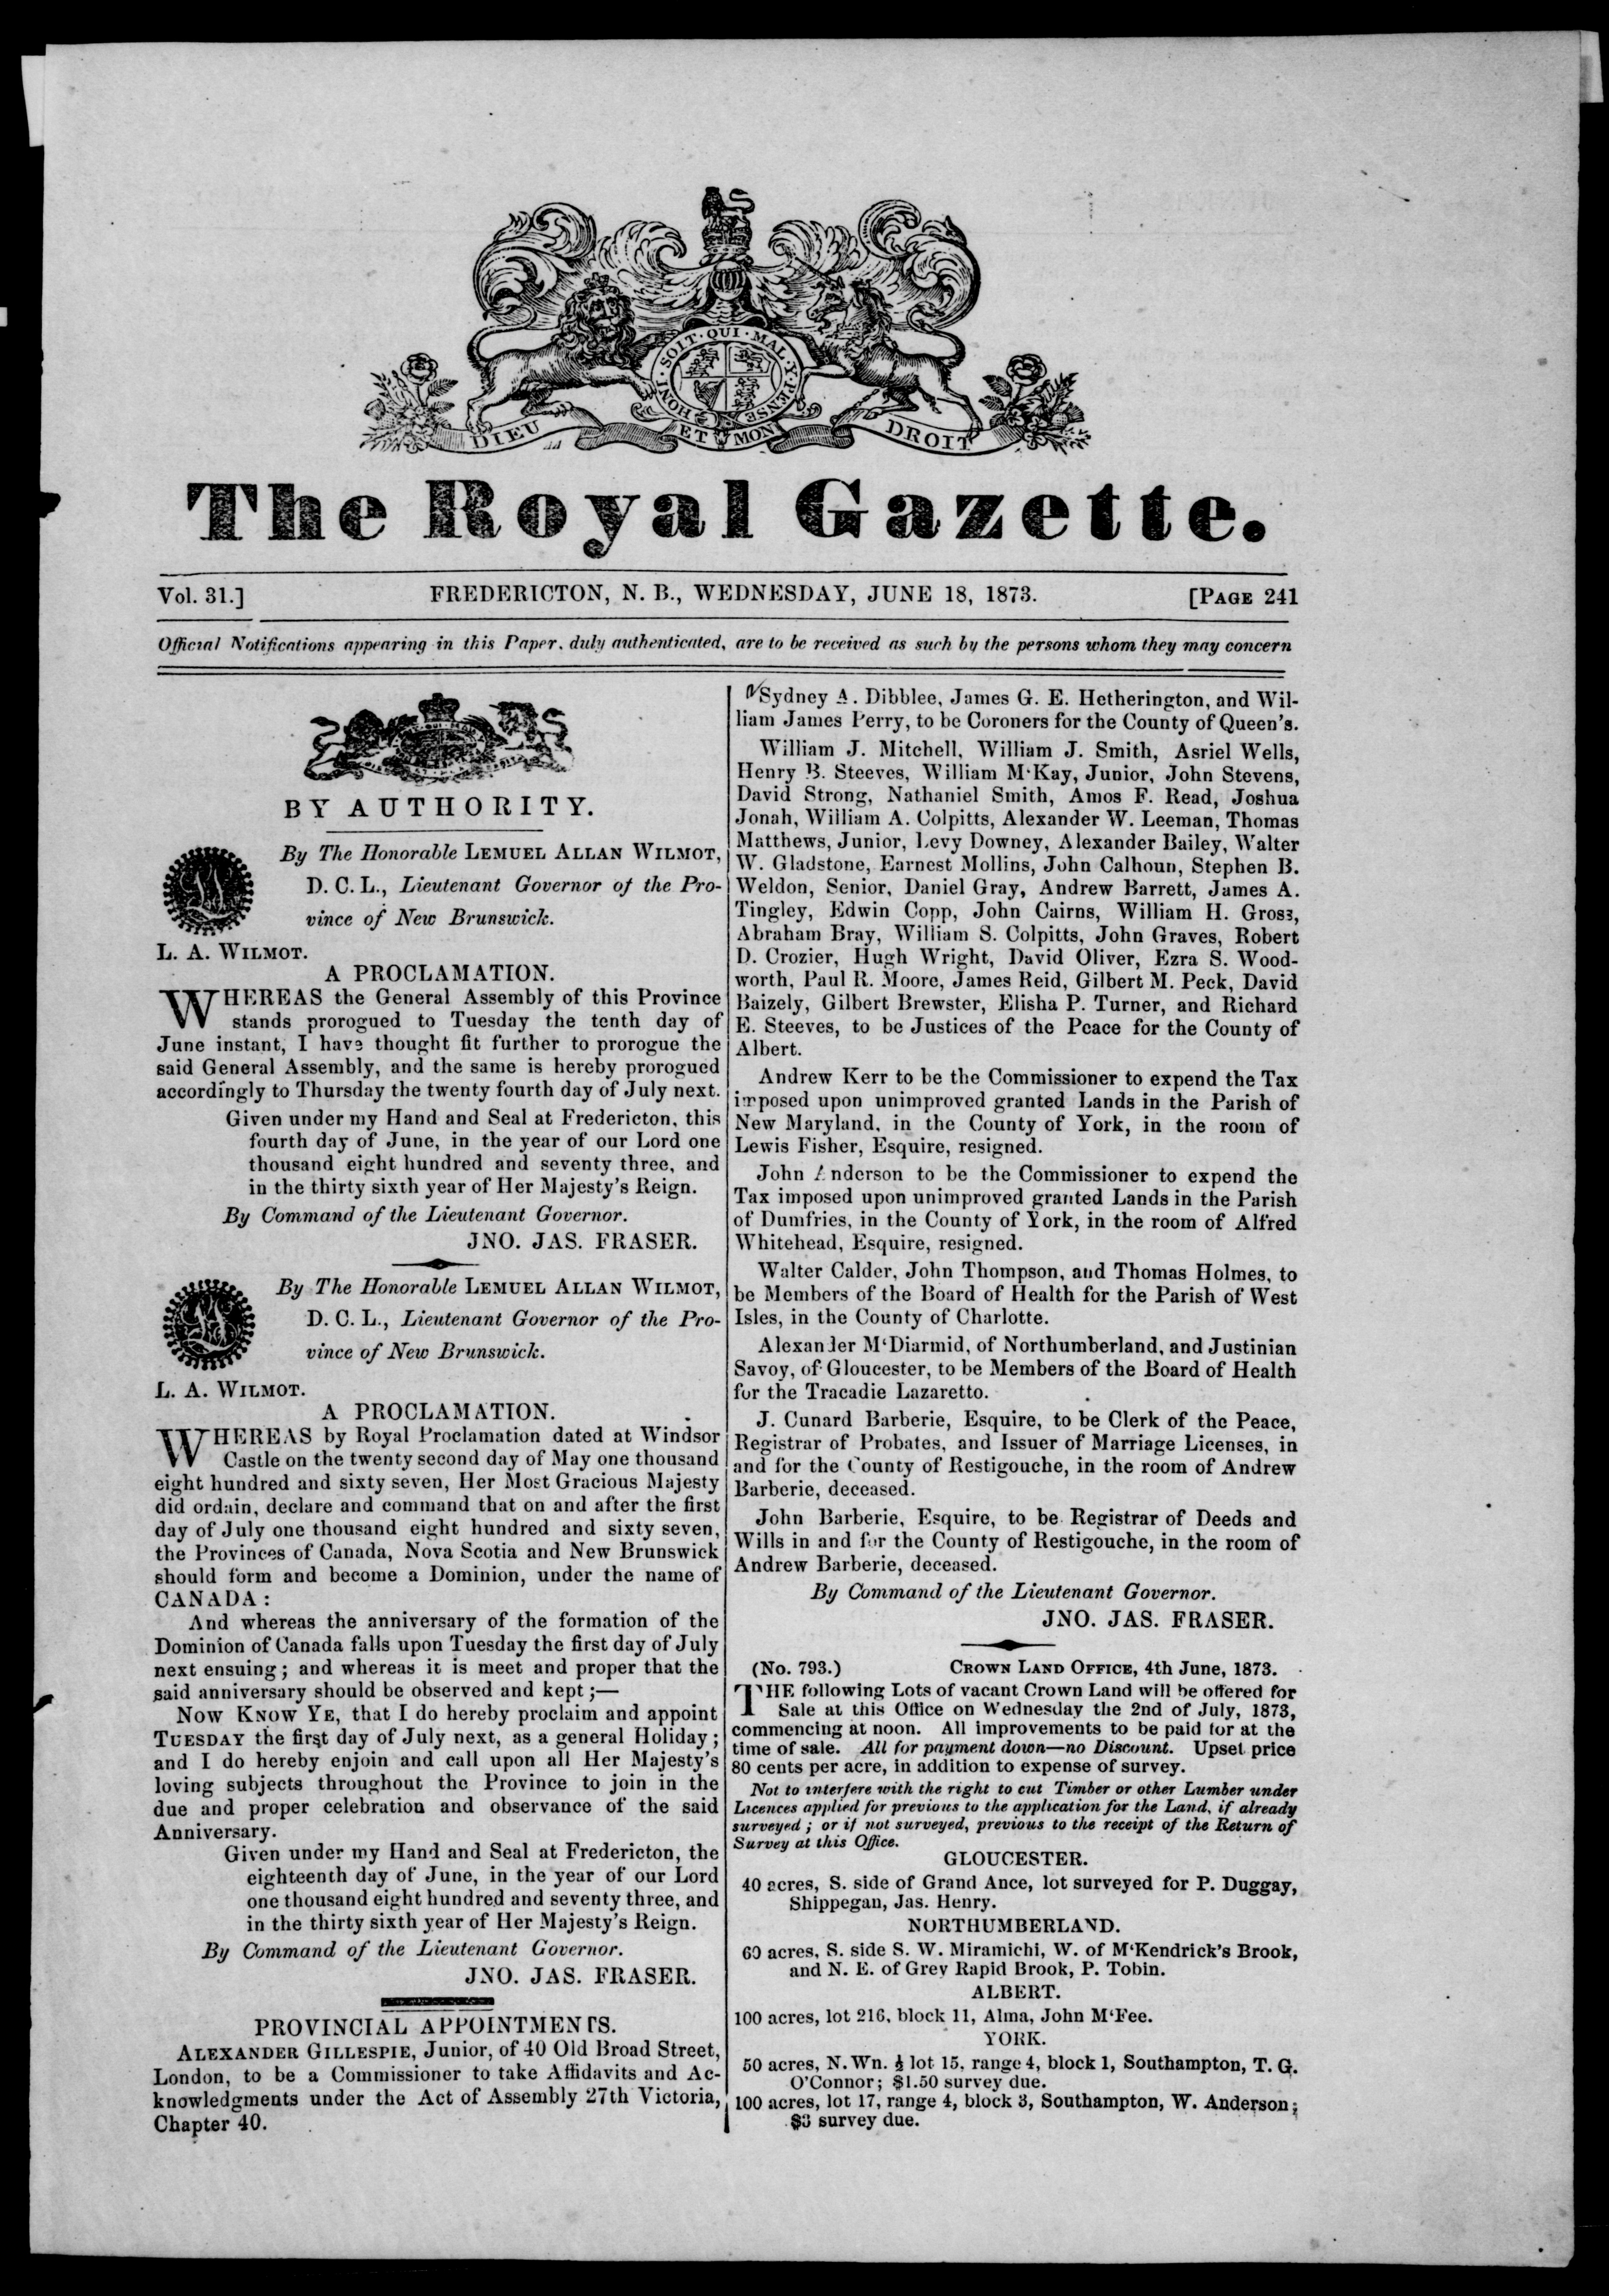 HONI · SOIT · QUI · MAL · Y · PENSE
DIEU ET MON DROIT
The Royal Gazette.
Vol. 31.] FREDERICTON, N. B., WEDNESDAY, JUNE 18, 1873. [PAGE 241
Official Notifications appearing in this Paper, duly authenticated, are to be received as such by the persons whom they may concern
BY AUTHORITY.
By The Honorable LEMUEL ALLAN WILMOT,
D. C. L., Lieutenant Governor of the Pro-
vince of New Brunswick.
L. A. WILMOT.
A PROCLAMATION.
WHEREAS the General Assembly of this Province
stands prorogued to Tuesday the tenth day of
June instant, I have thought fit further to prorogue the
said General Assembly, and the same is hereby prorogued
accordingly to Thursday the twenty fourth day of July next.
Given under my Hand and Seal at Fredericton, this
fourth day of June, in the year of our Lord one
thousand eight hundred and seventy three, and
in the thirty sixth year of Her Majesty's Reign.
By Command of the Lieutenant Governor.
JNO. JAS. FRASER.
By The Honorable LEMUEL ALLAN WILMOT,
D. C. L., Lieutenant Governor of the Pro-
vince of New Brunswick.
L. A. WILMOT.
A PROCLAMATION.
WHEREAS by Royal Proclamation dated at Windsor
Castle on the twenty second day of May one thousand
eight hundred and sixty seven, Her Most Gracious Majesty
did ordain, declare and command that on and after the first
day of July one thousand eight hundred and sixty seven,
the Provinces of Canada, Nova Scotia and New Brunswick
should form and become a Dominion, under the name of
CANADA:
And whereas the anniversary of the formation of the
Dominion of Canada falls upon Tuesday the first day of July
next ensuing; and whereas it is meet and proper that the
said anniversary should be observed and kept;—
NOW KNOW YE, that I do hereby proclaim and appoint
TUESDAY the first day of July next, as a general Holiday;
and I do hereby enjoin and call upon all Her Majesty's
loving subjects throughout the Province to join in the
due and proper celebration and observance of the said
Anniversary.
Given under my Hand and Seal at Fredericton, the
eighteenth day of June, in the year of our Lord
one thousand eight hundred and seventy three, and
in the thirty sixth year of Her Majesty's Reign.
By Command of the Lieutenant Governor.
JNO. JAS. FRASER.
PROVINCIAL APPOINTMENTS.
ALEXANDER GILLESPIE, Junior, of 40 Old Broad Street,
London, to be a Commissioner to take Affidavits and Ac-
knowledgments under the Act of Assembly 27th Victoria,
Chapter 40.
Sydney A. Dibblee, James G. E. Hetherington, and Wil-
liam James Perry, to be Coroners for the County of Queen's.
William J. Mitchell, William J. Smith, Asriel Wells,
Henry B. Steeves, William M'Kay, Junior, John Stevens,
David Strong, Nathaniel Smith, Amos F. Read, Joshua
Jonah, William A. Colpitts, Alexander W. Leeman, Thomas
Matthews, Junior, Levy Downey, Alexander Bailey, Walter
W. Gladstone, Earnest Mollins, John Calhoun, Stephen B.
Weldon, Senior, Daniel Gray, Andrew Barrett, James A.
Tingley, Edwin Copp, John Cairns, William H. Gross,
Abraham Bray, William S. Colpitts, John Graves, Robert
D. Crozier, Hugh Wright, David Oliver, Ezra S. Wood-
worth, Paul R. Moore, James Reid, Gilbert M. Peck, David
Baizely, Gilbert Brewster, Elisha P. Turner, and Richard
E. Steeves, to be Justices of the Peace for the County of
Albert.
Andrew Kerr to be the Commissioner to expend the Tax
imposed upon unimproved granted Lands in the Parish of
New Maryland, in the County of York, in the room of
Lewis Fisher, Esquire, resigned.
John Anderson to be the Commissioner to expend the
Tax imposed upon unimproved granted Lands in the Parish
of Dumfries, in the County of York, in the room of Alfred
Whitehead, Esquire, resigned.
Walter Calder, John Thompson, and Thomas Holmes, to
be Members of the Board of Health for the Parish of West
Isles, in the County of Charlotte.
Alexander M'Diarmid, of Northumberland, and Justinian
Savoy, of Gloucester, to be Members of the Board of Health
for the Tracadie Lazaretto.
J. Cunard Barberie, Esquire, to be Clerk of the Peace,
Registrar of Probates, and Issuer of Marriage Licenses, in
and for the County of Restigouche, in the room of Andrew
Barberie, deceased.
John Barberie, Esquire, to be Registrar of Deeds and
Wills in and for the County of Restigouche, in the room of
Andrew Barberie, deceased.
By Command of the Lieutenant Governor.
JNO. JAS. FRASER.
(No. 793.) CROWN LAND OFFICE, 4th June, 1873.
THE following Lots of vacant Crown Land will be offered for
Sale at this Office on Wednesday the 2nd of July, 1873,
commencing at noon. All improvements to be paid for at the
time of sale. All for payment down—no Discount. Upset price
80 cents per acre, in addition to expense of survey.
Not to interfere with the right to cut Timber or other Lumber under
Licences applied for previous to the application for the Land, if already
surveyed; or if not surveyed, previous to the receipt of the Return of
Survey at this Office.
GLOUCESTER.
40 acres, S. side of Grand Ance, lot surveyed for P. Duggay,
Shippegan, Jas. Henry.
NORTHUMBERLAND.
60 acres, S. side S. W. Miramichi, W. of M'Kendrick's Brook,
and N. E. of Grey Rapid Brook, P. Tobin.
ALBERT.
100 acres, lot 216, block 11, Alma, John M'Fee.
YORK.
50 acres, N. Wn. ½ lot 15, range 4, block 1, Southampton, T. G.
O'Connor; $1.50 survey due.
100 acres, lot 17, range 4, block 3, Southampton, W. Anderson;
$3 survey due.